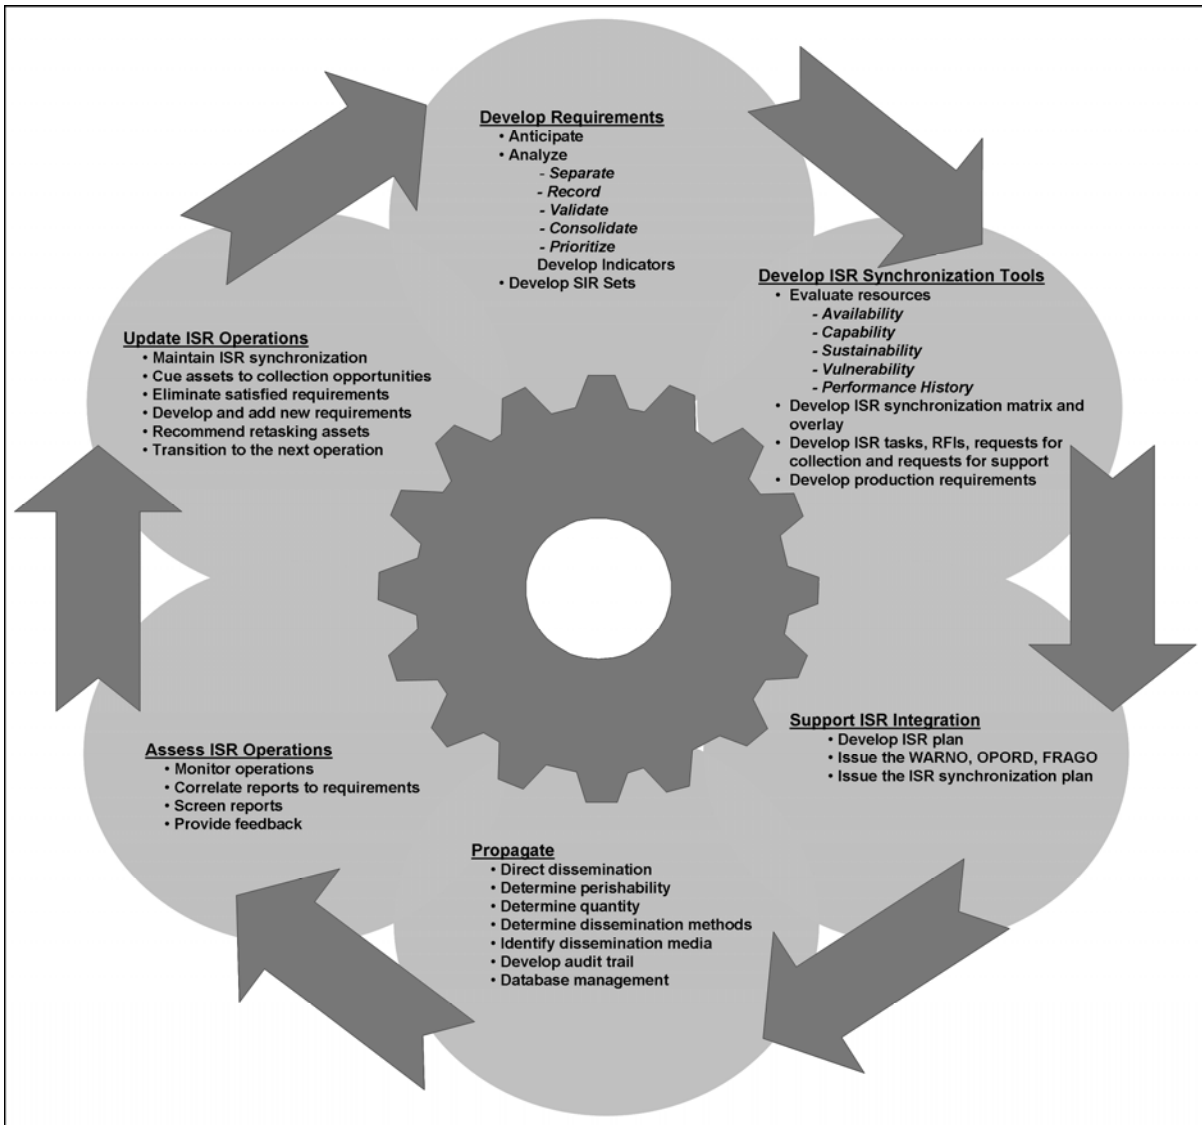 Develop Requirements
• Anticipate
• Analyze
- Separate
- Record
- Validate
- Consolidate
- Prioritize
Develop Indicators
• Develop SIR Sets
Develop ISR Synchronization Tools
• Evaluate resources
- Availability
- Capability
- Sustainability
- Vulnerability
- Performance History
• Develop ISR synchronization matrix and
overlay
• Develop ISR tasks, RFIs, requests for
collection and requests for support
• Develop production requirements
Support ISR Integration
• Develop ISR plan
• Issue the WARNO, OPORD, FRAGO
• Issue the ISR synchronization plan
Propagate
• Direct dissemination
• Determine perishability
• Determine quantity
• Determine dissemination methods
• Identify dissemination media
• Develop audit trail
• Database management
Assess ISR Operations
• Monitor operations
• Correlate reports to requirements
• Screen reports
• Provide feedback
Update ISR Operations
• Maintain ISR synchronization
• Cue assets to collection opportunities
• Eliminate satisfied requirements
• Develop and add new requirements
• Recommend retasking assets
• Transition to the next operation